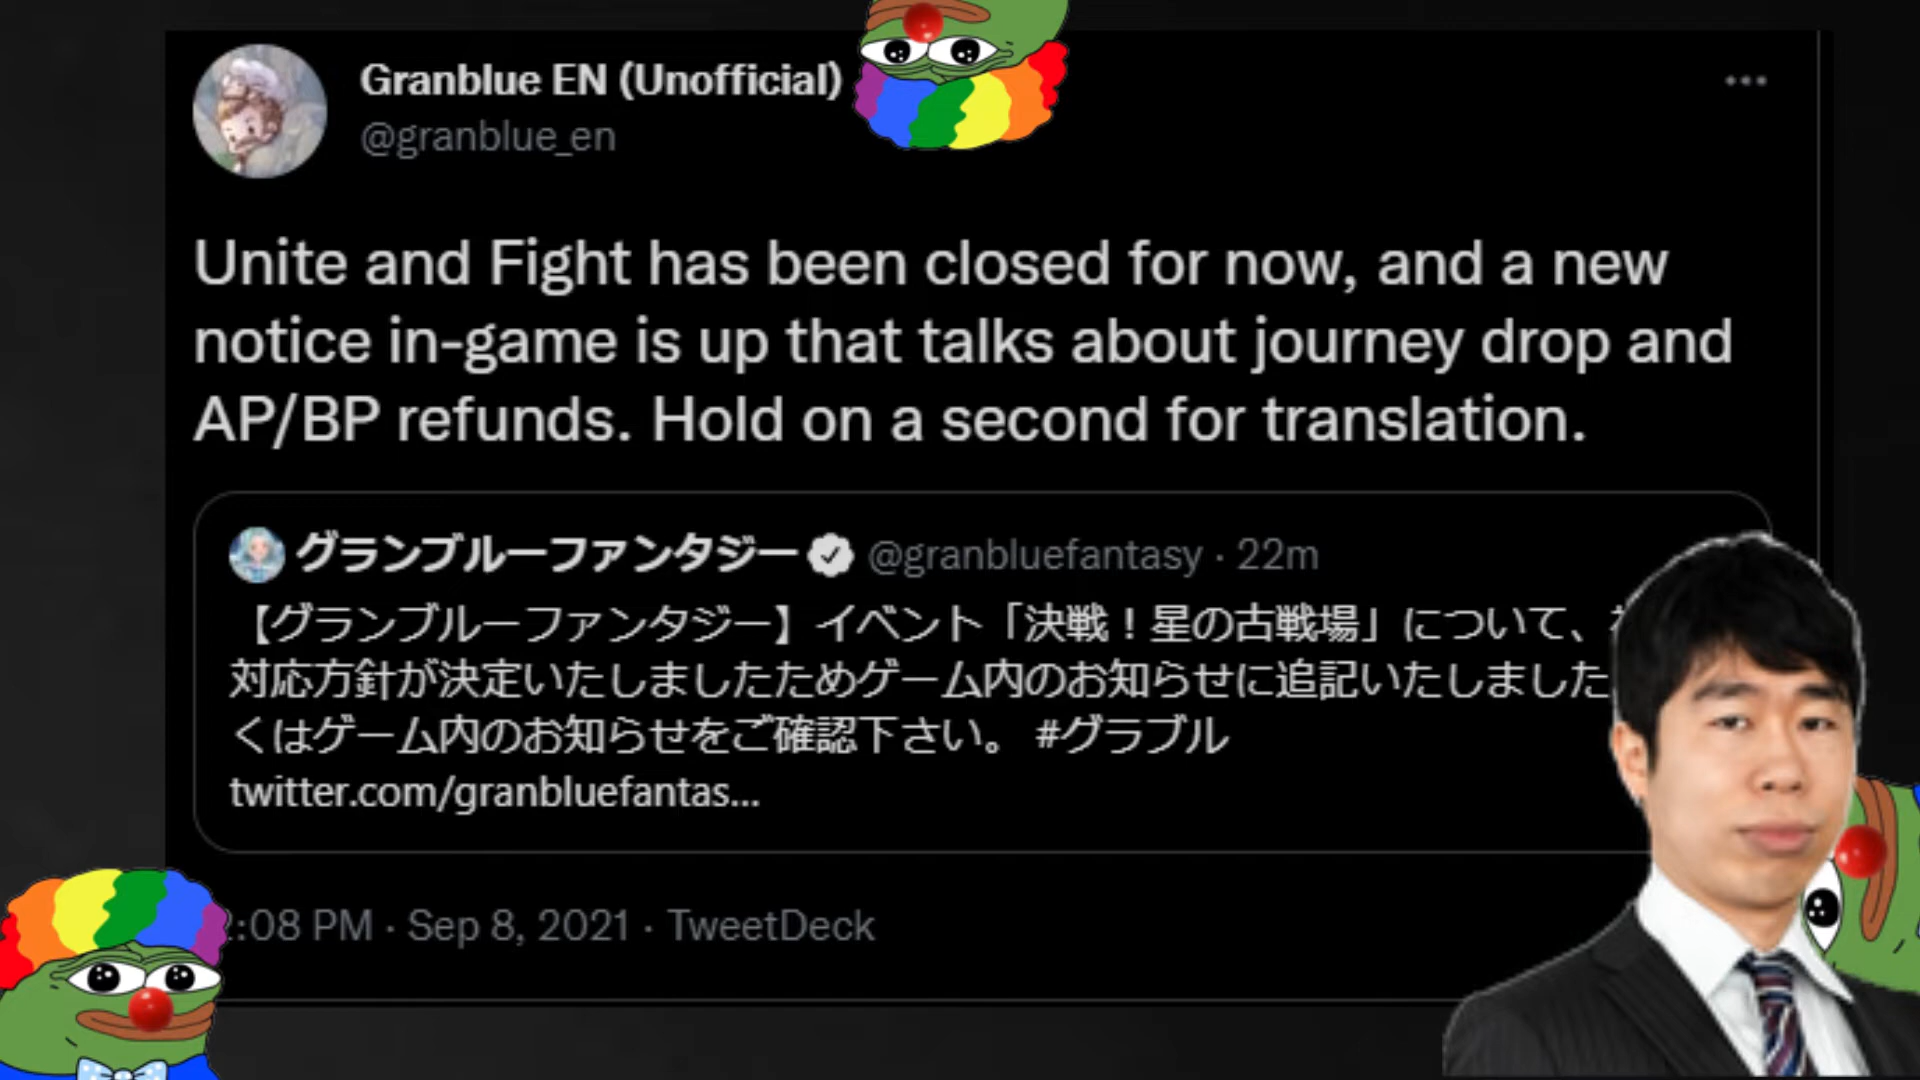 Granblue EN (Unofficial)
@granblue_en
Unite and Fight has been closed for now, and a new
notice in-game is up that talks about journey drop and
AP/BP refunds. Hold on a second for translation.
グランブルーファンタジー @granbluefantasy · 22m
【グランブルーファンタジー】イベント「決戦！星の古戦場」について、
対応方針が決定いたしましたためゲーム内のお知らせに追記いたしました
くはゲーム内のお知らせをご確認下さい。 #グラブル
twitter.com/granbluefantas...
:08 PM · Sep 8, 2021 · TweetDeck